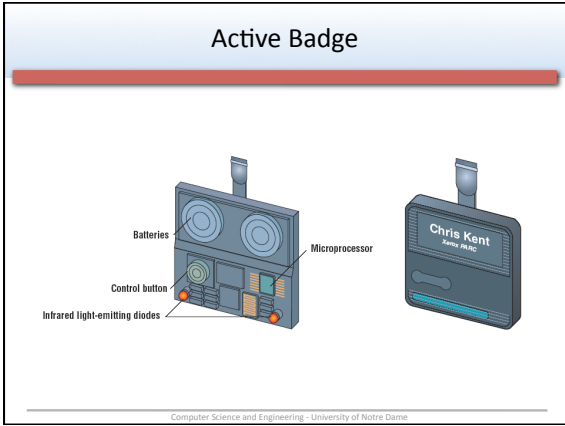 Active Badge
Batteries
Microprocessor
Control button
Infrared light-emitting diodes
Chris Kent
Xerox PARC
Computer Science and Engineering - University of Notre Dame